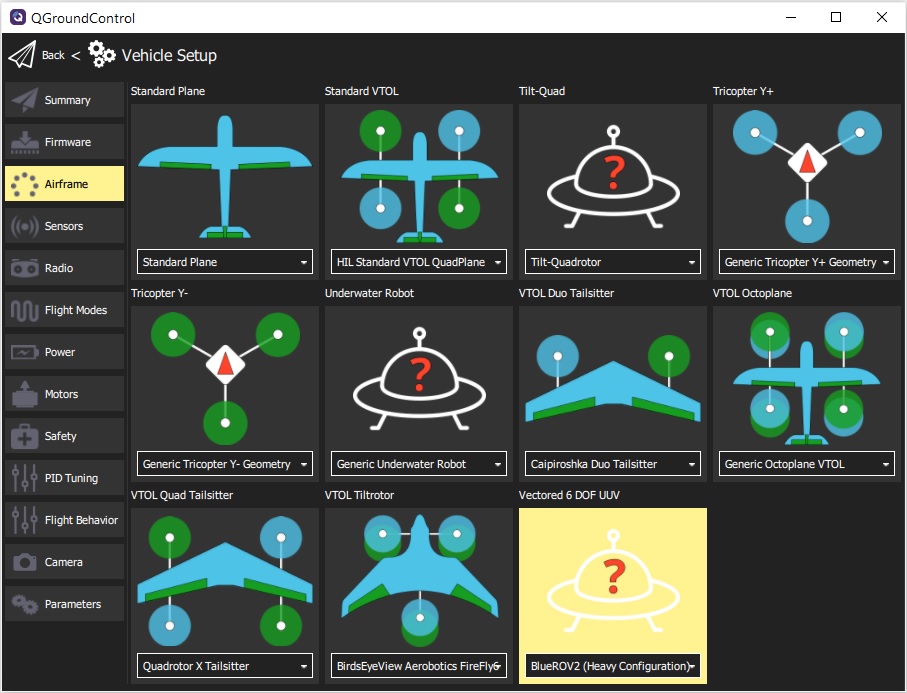 QGroundControl
Back < Vehicle Setup
Summary
Firmware
Airframe
Sensors
Radio
Flight Modes
Power
Motors
Safety
PID Tuning
Flight Behavior
Camera
Parameters
Standard Plane
Standard VTOL
Tilt-Quad
Tricopter Y+
?
Standard Plane
HIL Standard VTOL QuadPlane
Tilt-Quadrotor
Generic Tricopter Y+ Geometry
Tricopter Y-
Underwater Robot
VTOL Duo Tailsitter
VTOL Octoplane
?
Generic Tricopter Y- Geometry
Generic Underwater Robot
Caipiroshka Duo Tailsitter
Generic Octoplane VTOL
VTOL Quad Tailsitter
VTOL Tiltrotor
Vectored 6 DOF UUV
?
Quadrotor X Tailsitter
BirdsEyeView Aerobotics FireFly6
BlueROV2 (Heavy Configuration)